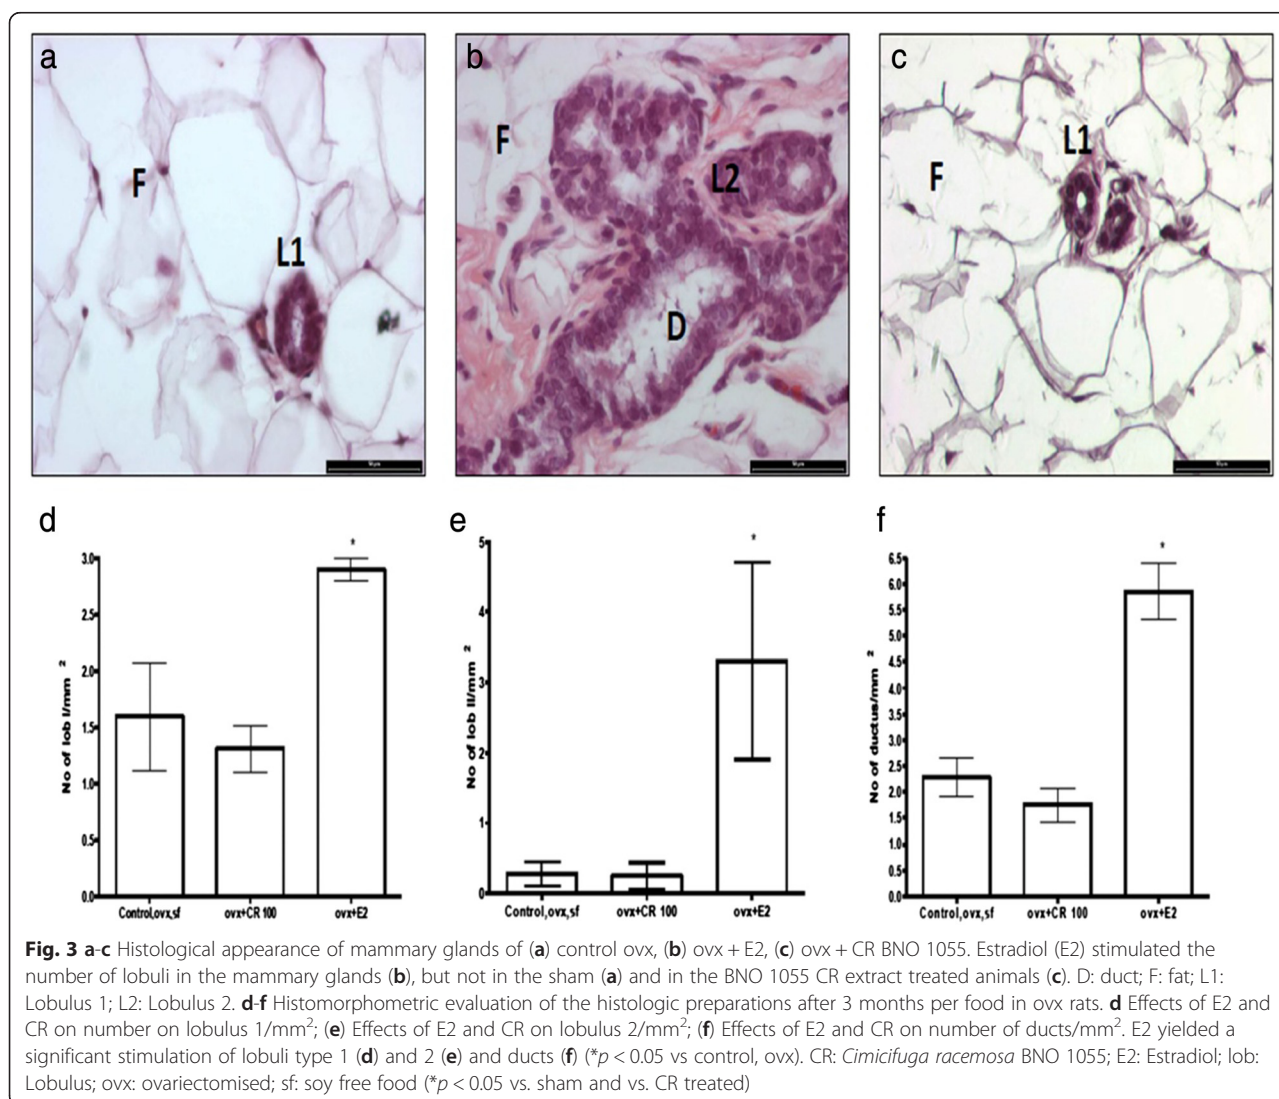 a
b
c
F
L1
F
L2
D
F
L1
d
e
f
3.0
2.5
2.0
1.5
1.0
0.5
0.0
No of lob I/mm ²
*
Control,ovx,sf ovx+CR 100 ovx+E2
5
4
3
2
1
0
No of lob II/mm ²
*
Control,ovx,sf ovx+CR 100 ovx+E2
6.5
6.0
5.5
5.0
4.5
4.0
3.5
3.0
2.5
2.0
1.5
1.0
0.5
0.0
No of ductus/mm ²
*
Control,ovx,sf ovx+CR 100 ovx+E2
Fig. 3 a-c Histological appearance of mammary glands of (a) control ovx, (b) ovx + E2, (c) ovx + CR BNO 1055. Estradiol (E2) stimulated the
number of lobuli in the mammary glands (b), but not in the sham (a) and in the BNO 1055 CR extract treated animals (c). D: duct; F: fat; L1:
Lobulus 1; L2: Lobulus 2. d-f Histomorphometric evaluation of the histologic preparations after 3 months per food in ovx rats. d Effects of E2 and
CR on number on lobulus 1/mm²; (e) Effects of E2 and CR on lobulus 2/mm²; (f) Effects of E2 and CR on number of ducts/mm². E2 yielded a
significant stimulation of lobuli type 1 (d) and 2 (e) and ducts (f) (*p < 0.05 vs control, ovx). CR: Cimicifuga racemosa BNO 1055; E2: Estradiol; lob:
Lobulus; ovx: ovariectomised; sf: soy free food (*p < 0.05 vs. sham and vs. CR treated)